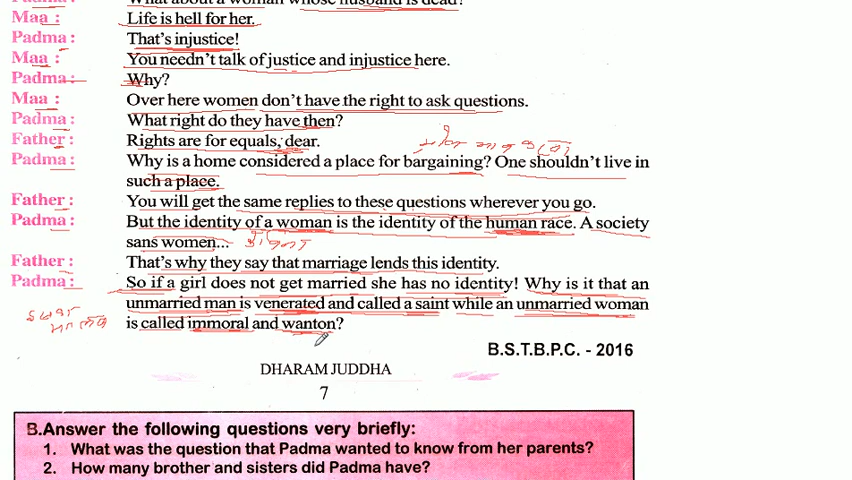 Padma: What about a woman whose husband is dead?
Maa : Life is hell for her.
Padma: That's injustice!
Maa : You needn't talk of justice and injustice here.
Padma: Why?
Maa : Over here women don't have the right to ask questions.
Padma: What right do they have then?
Father: Rights are for equals, dear.
Padma: Why is a home considered a place for bargaining? One shouldn't live in
such a place.
Father: You will get the same replies to these questions wherever you go.
Padma: But the identity of a woman is the identity of the human race. A society
sans women...
Father: That's why they say that marriage lends this identity.
Padma: So if a girl does not get married she has no identity! Why is it that an
unmarried man is venerated and called a saint while an unmarried woman
is called immoral and wanton?
B.S.T.B.P.C. - 2016
DHARAM JUDDHA
7
B.Answer the following questions very briefly:
1. What was the question that Padma wanted to know from her parents?
2. How many brother and sisters did Padma have?